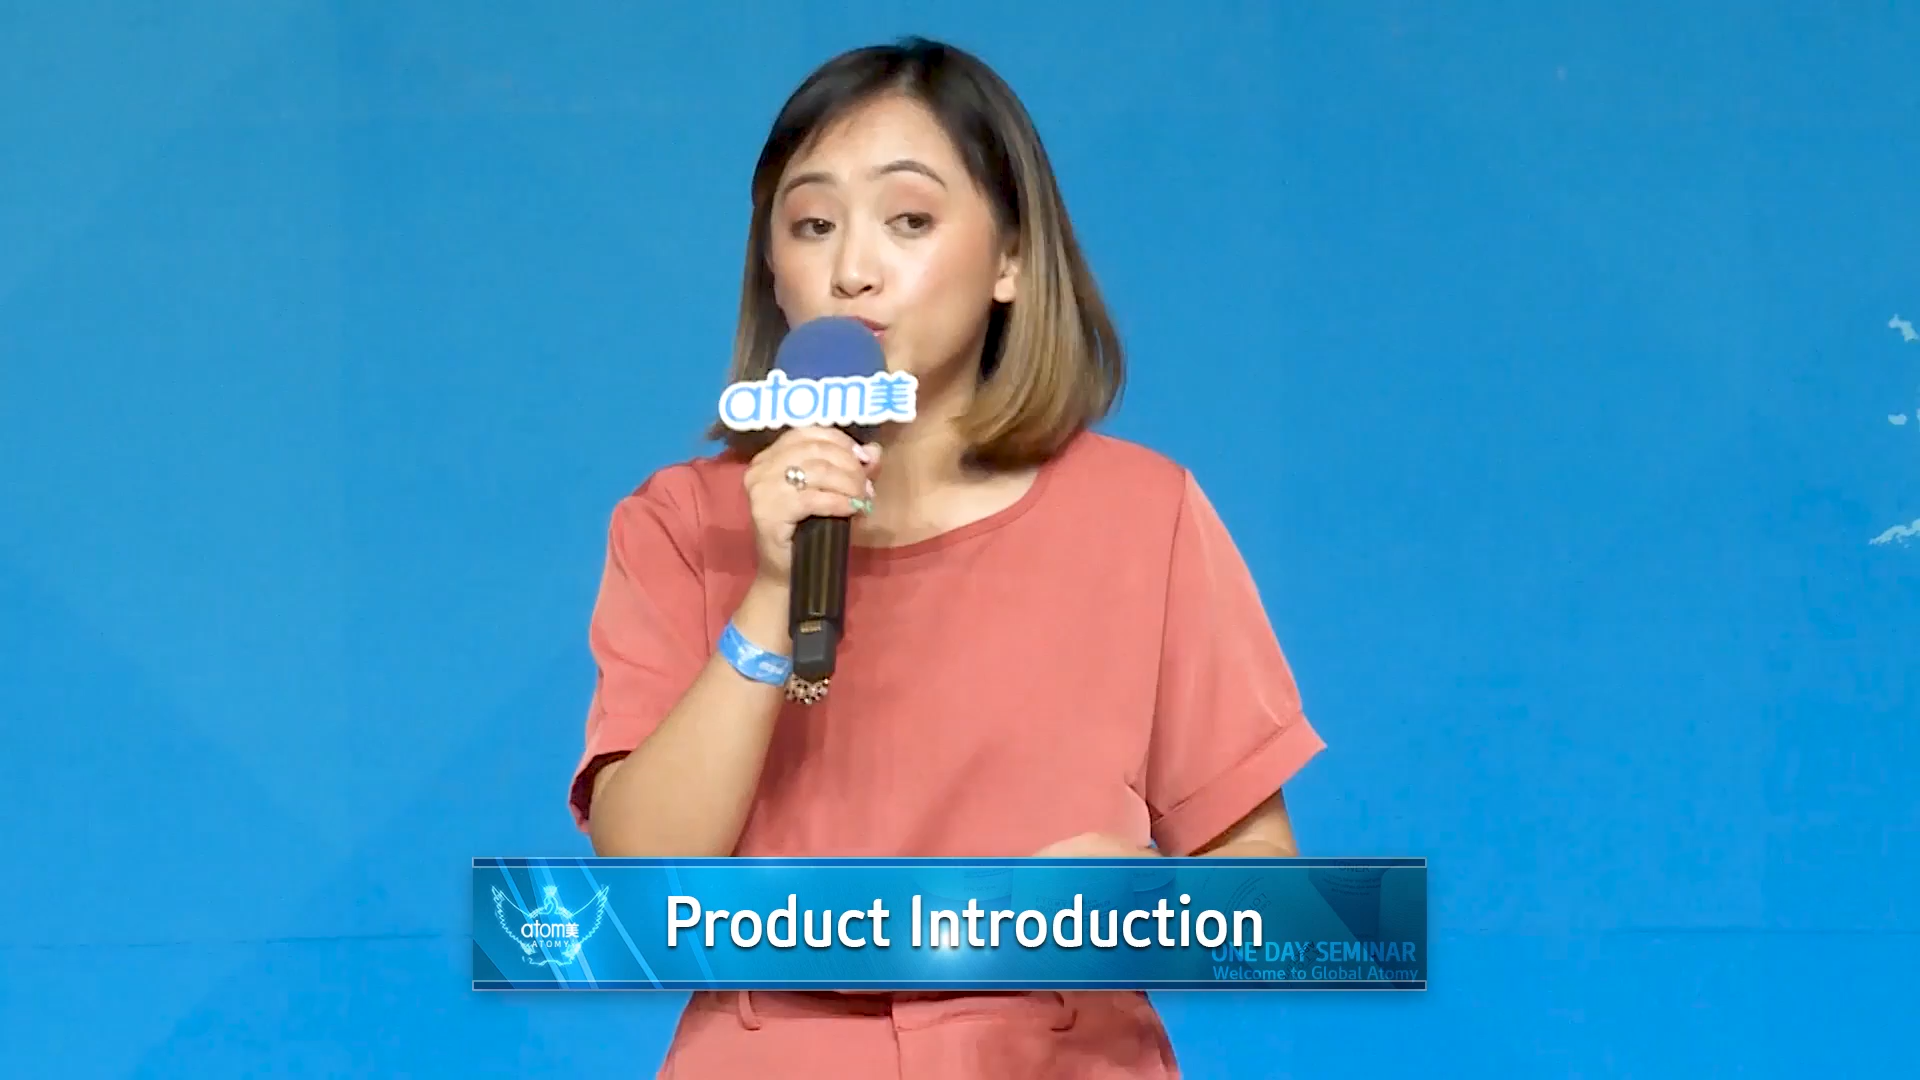 atom美
Product Introduction
atom美
ATOMY
ONE DAY SEMINAR
Welcome to Global Atomy